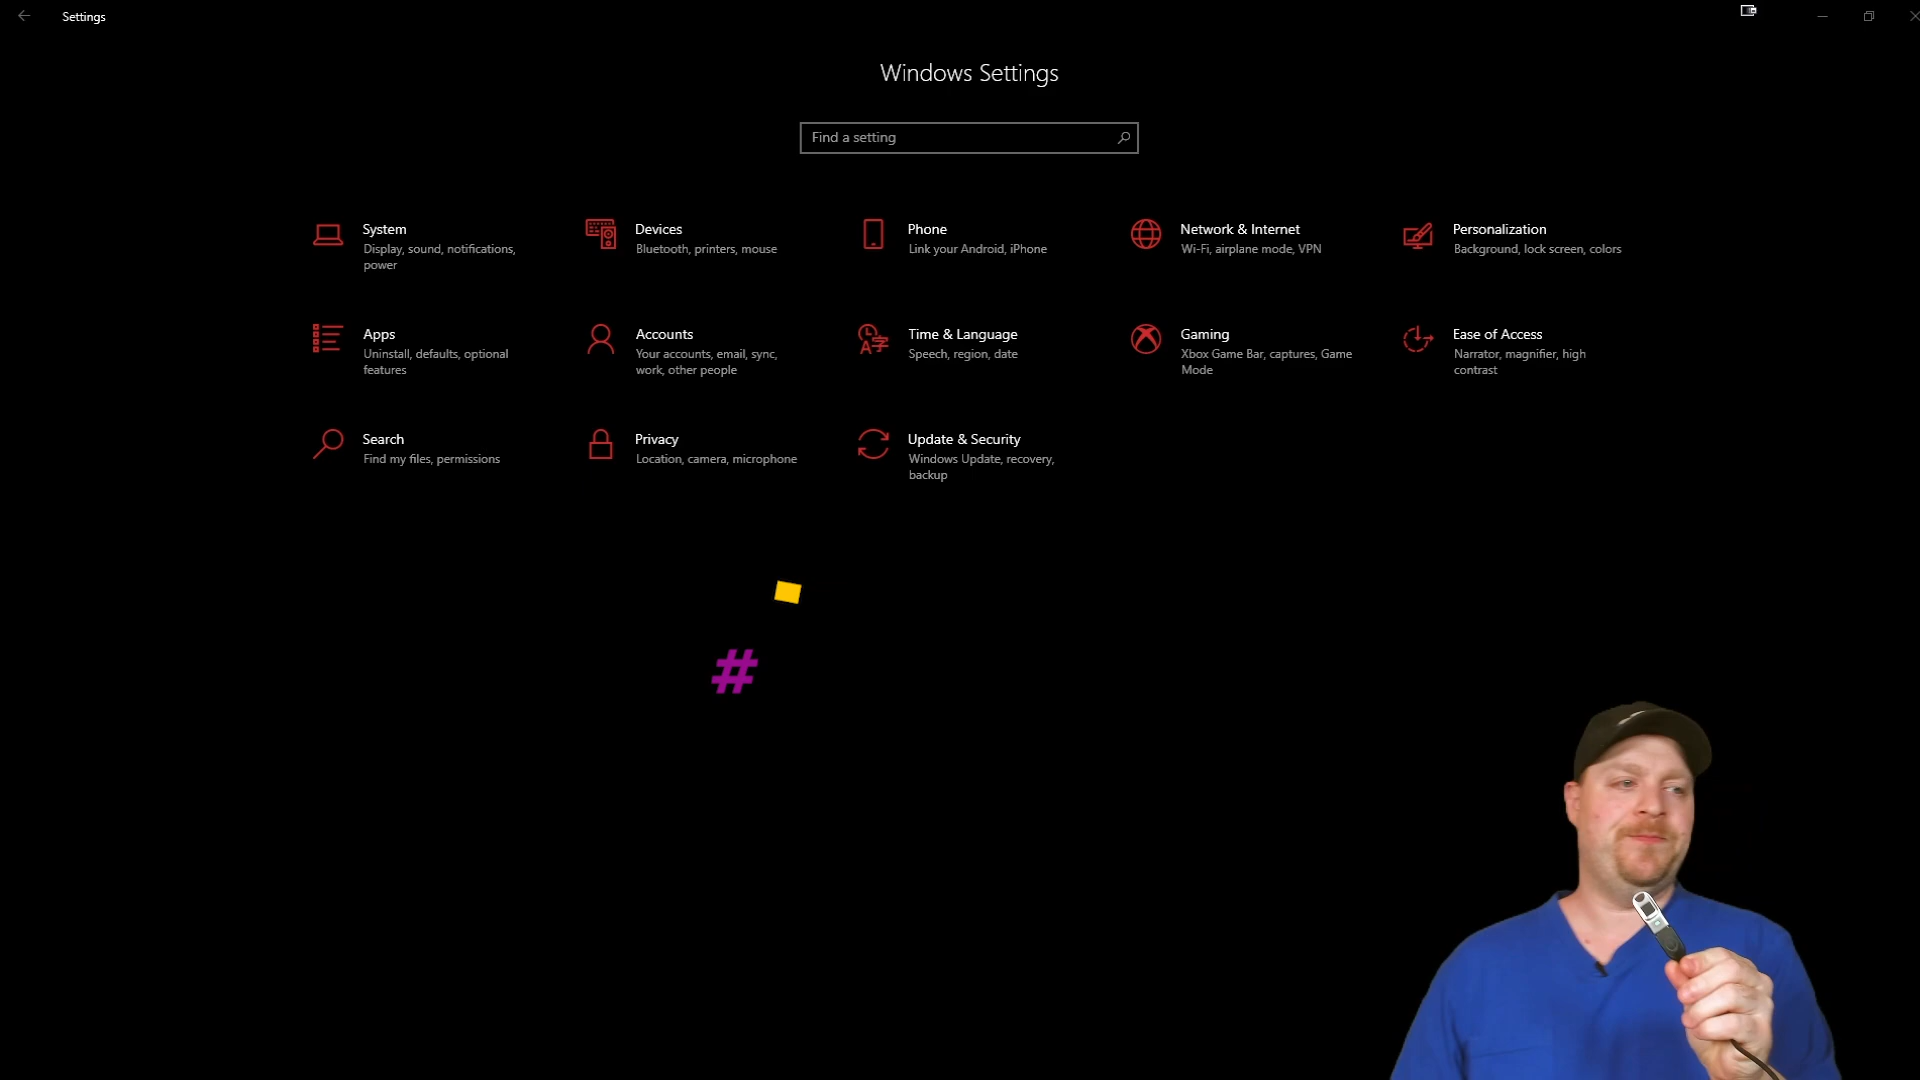 Settings
Windows Settings
Find a setting
System
Display, sound, notifications,
power
Devices
Bluetooth, printers, mouse
Phone
Link your Android, iPhone
Network & Internet
Wi-Fi, airplane mode, VPN
Personalization
Background, lock screen, colors
Apps
Uninstall, defaults, optional
features
Accounts
Your accounts, email, sync,
work, other people
Time & Language
Speech, region, date
Gaming
Xbox Game Bar, captures, Game
Mode
Ease of Access
Narrator, magnifier, high
contrast
Search
Find my files, permissions
Privacy
Location, camera, microphone
Update & Security
Windows Update, recovery,
backup
#